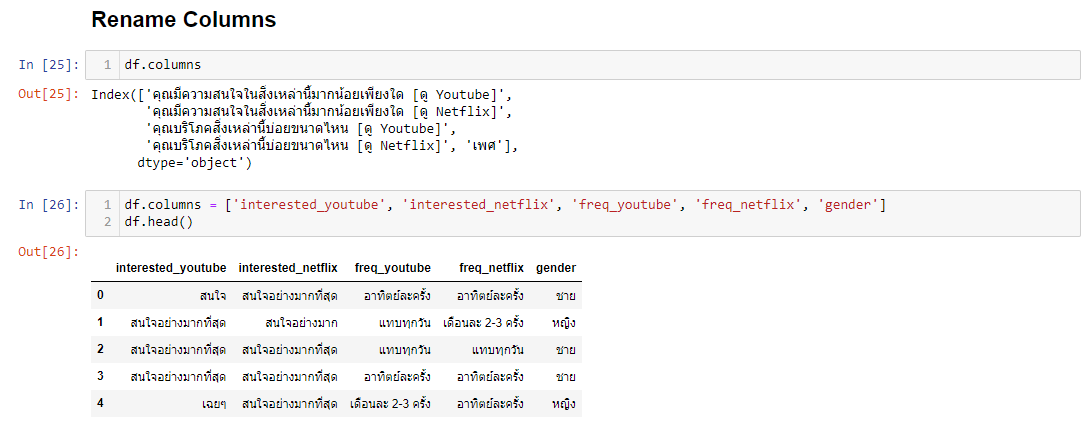 Rename Columns
In [25]: 1 df.columns
Out[25]: Index(['คุณมีความสนใจในสิ่งเหล่านี้มากน้อยเพียงใด [ดู Youtube]',
'คุณมีความสนใจในสิ่งเหล่านี้มากน้อยเพียงใด [ดู Netflix]',
'คุณบริโภคสิ่งเหล่านี้บ่อยขนาดไหน [ดู Youtube]',
'คุณบริโภคสิ่งเหล่านี้บ่อยขนาดไหน [ดู Netflix]', 'เพศ'],
dtype='object')
In [26]: 1 df.columns = ['interested_youtube', 'interested_netflix', 'freq_youtube', 'freq_netflix', 'gender']
2 df.head()
Out[26]:
interested_youtube interested_netflix freq_youtube freq_netflix gender
0 สนใจ สนใจอย่างมากที่สุด อาทิตย์ละครั้ง อาทิตย์ละครั้ง ชาย
1 สนใจอย่างมากที่สุด สนใจอย่างมาก แทบทุกวัน เดือนละ 2-3 ครั้ง หญิง
2 สนใจอย่างมากที่สุด สนใจอย่างมากที่สุด แทบทุกวัน แทบทุกวัน ชาย
3 สนใจอย่างมากที่สุด สนใจอย่างมากที่สุด อาทิตย์ละครั้ง อาทิตย์ละครั้ง ชาย
4 เฉยๆ สนใจอย่างมากที่สุด เดือนละ 2-3 ครั้ง อาทิตย์ละครั้ง หญิง